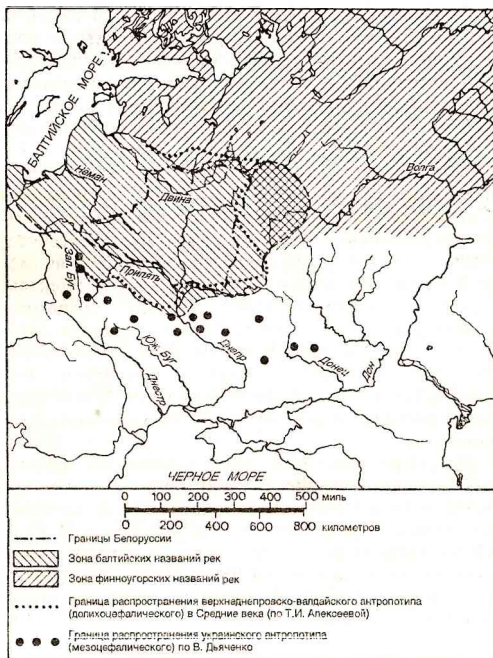 БАЛТИЙСКОЕ МОРЕ
Неман
Двина
Волга
Зап. Буг
Припять
Юж. Буг
Днепр
Днестр
Донец
Дон
ЧЕРНОЕ МОРЕ
0 100 200 300 400 500 миль
0 200 400 600 800 километров
Границы Белоруссии
Зона балтийских названий рек
Зона финноугорских названий рек
Граница распространения верхнеднепровско-валдайского антропотипа
(долихоцефалического) в Средние века (по Т.И. Алексеевой)
Граница распространения украинского антропотипа
(мезоцефалического) по В. Дьяченко